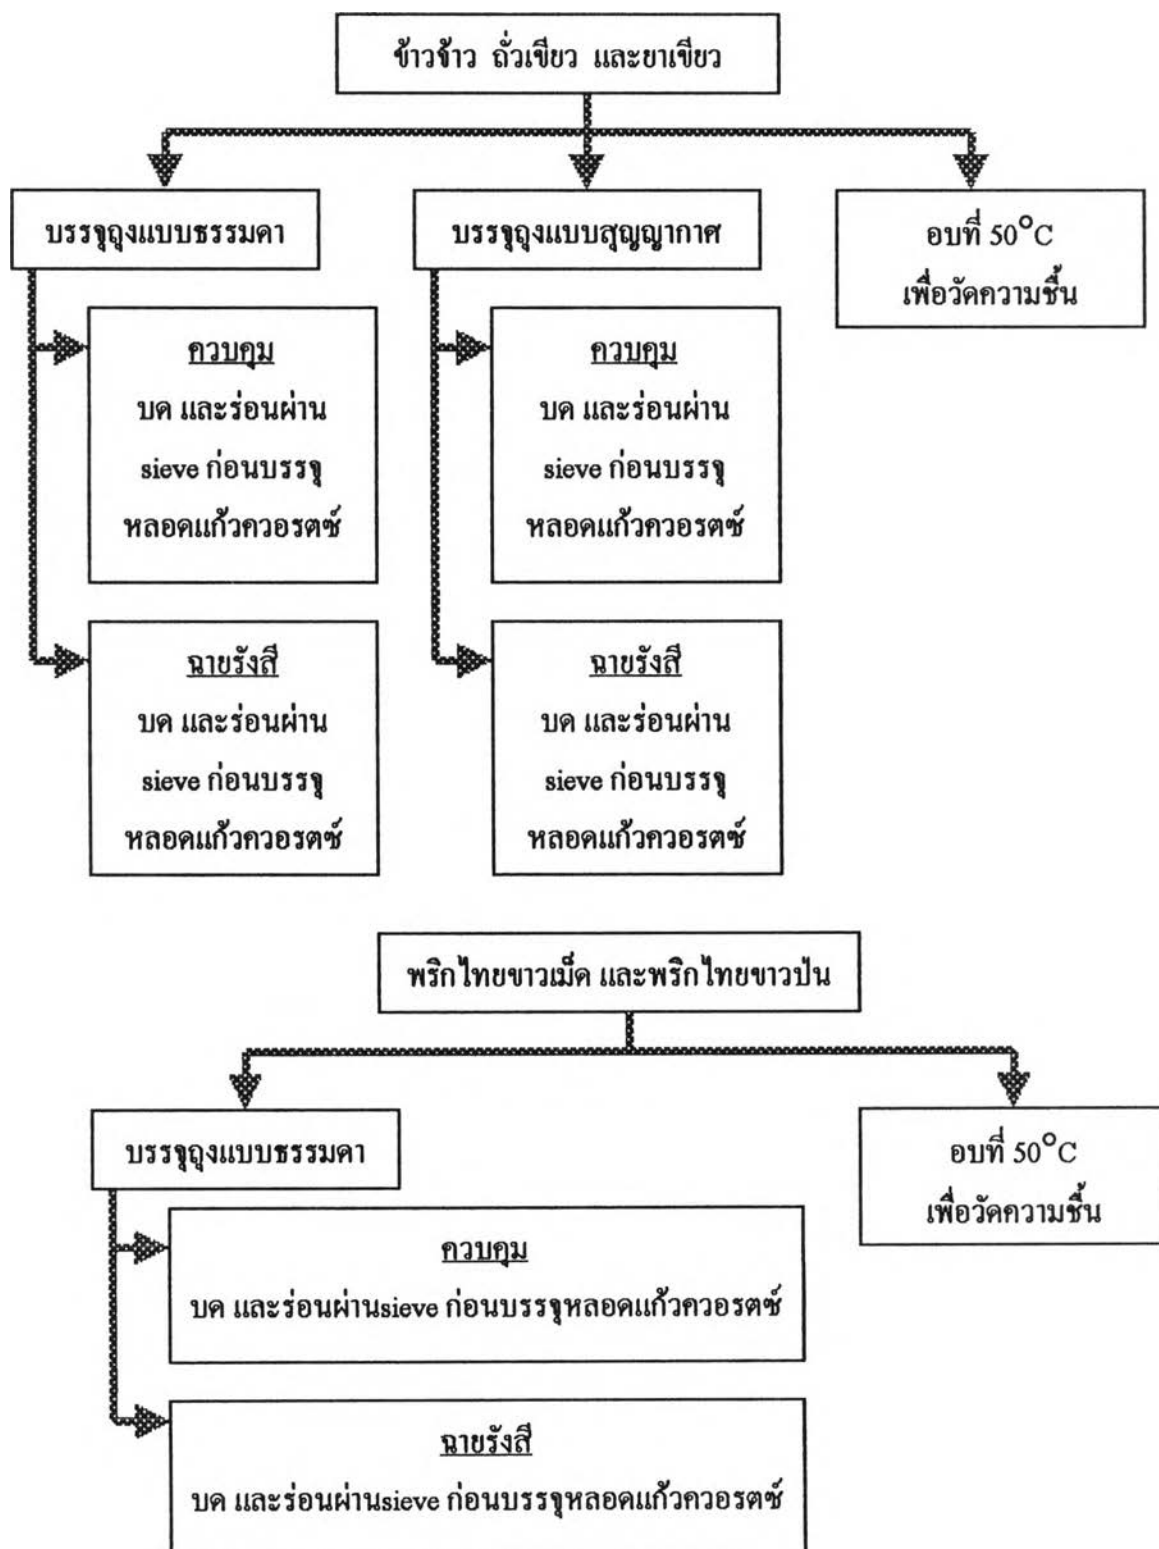 ข้าวจ้าว ถั่วเขียว และยาเขียว
บรรจุถุงแบบธรรมดา
บรรจุถุงแบบสุญญากาศ
อบที่ 50°C
เพื่อวัดความชื้น
ควบคุม
บด และร่อนผ่าน
sieve ก่อนบรรจุ
หลอดแก้วควอรตซ์
ควบคุม
บด และร่อนผ่าน
sieve ก่อนบรรจุ
หลอดแก้วควอรตซ์
ฉายรังสี
บด และร่อนผ่าน
sieve ก่อนบรรจุ
หลอดแก้วควอรตซ์
ฉายรังสี
บด และร่อนผ่าน
sieve ก่อนบรรจุ
หลอดแก้วควอรตซ์
พริกไทยขาวเม็ด และพริกไทยขาวป่น
บรรจุถุงแบบธรรมดา
อบที่ 50°C
เพื่อวัดความชื้น
ควบคุม
บด และร่อนผ่านsieve ก่อนบรรจุหลอดแก้วควอรตซ์
ฉายรังสี
บด และร่อนผ่านsieve ก่อนบรรจุหลอดแก้วควอรตซ์